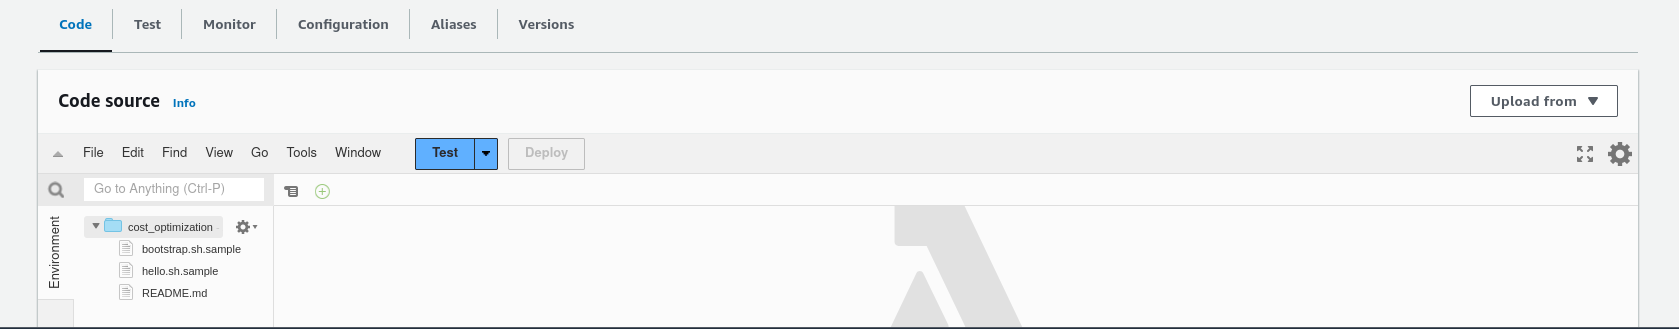 Code Test Monitor Configuration Aliases Versions
Code source Info Upload from
File Edit Find View Go Tools Window Test Deploy
Go to Anything (Ctrl-P)
Environment
cost_optimization
bootstrap.sh.sample
hello.sh.sample
README.md